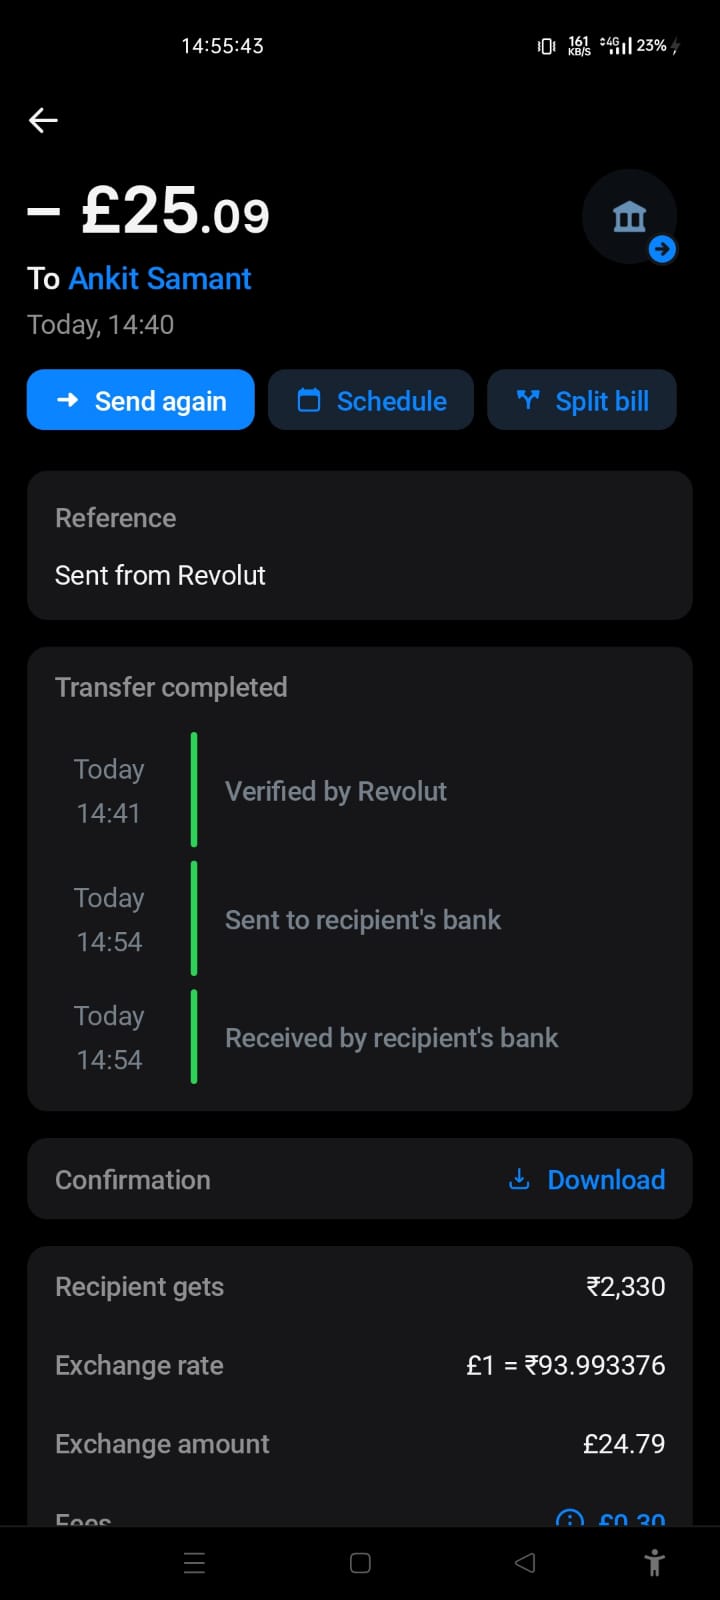 14:55:43
161
KB/S
4G
23%
– £25.09
To Ankit Samant
Today, 14:40
Send again
Schedule
Split bill
Reference
Sent from Revolut
Transfer completed
Today
14:41
Verified by Revolut
Today
14:54
Sent to recipient's bank
Today
14:54
Received by recipient's bank
Confirmation
Download
Recipient gets
₹2,330
Exchange rate
£1 = ₹93.993376
Exchange amount
£24.79
Fees
£0.30